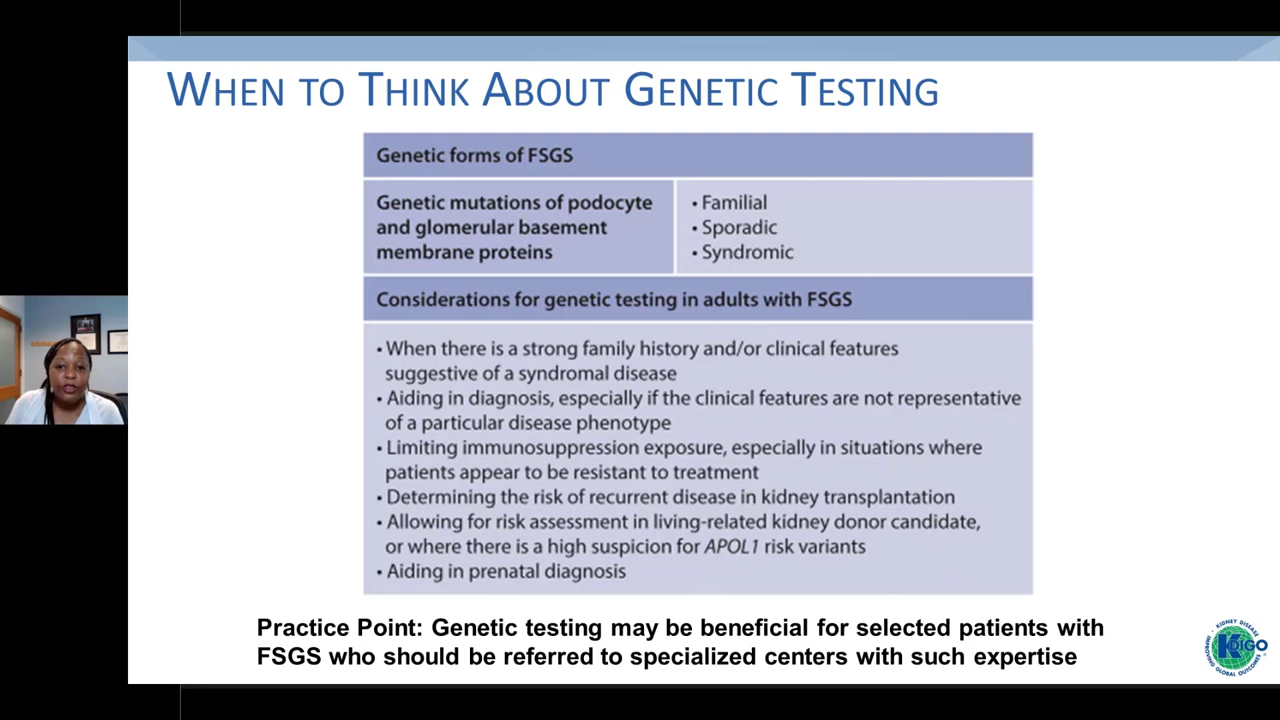 WHEN TO THINK ABOUT GENETIC TESTING
Genetic forms of FSGS
Genetic mutations of podocyte
and glomerular basement
membrane proteins
• Familial
• Sporadic
• Syndromic
Considerations for genetic testing in adults with FSGS
• When there is a strong family history and/or clinical features
suggestive of a syndromal disease
• Aiding in diagnosis, especially if the clinical features are not representative
of a particular disease phenotype
• Limiting immunosuppression exposure, especially in situations where
patients appear to be resistant to treatment
• Determining the risk of recurrent disease in kidney transplantation
• Allowing for risk assessment in living-related kidney donor candidate,
or where there is a high suspicion for APOL1 risk variants
• Aiding in prenatal diagnosis
Practice Point: Genetic testing may be beneficial for selected patients with
FSGS who should be referred to specialized centers with such expertise
KIDNEY DISEASE
KDIGO
IMPROVING GLOBAL OUTCOMES